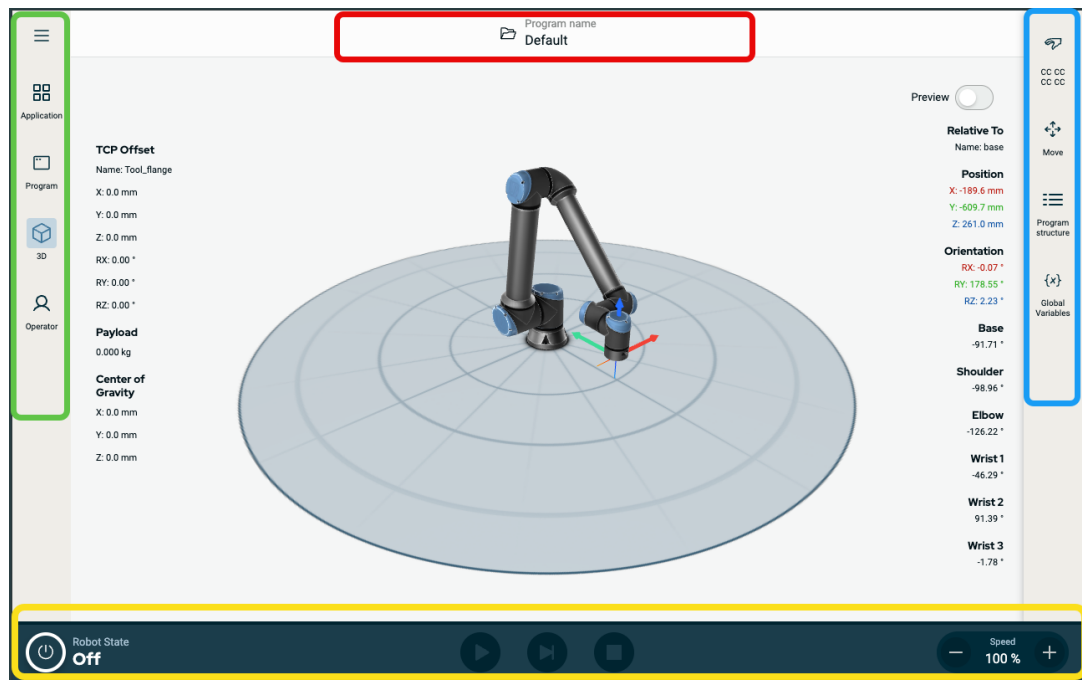 Program name
Default
Application
Program
3D
Operator
TCP Offset
Name: Tool_flange
X: 0.0 mm
Y: 0.0 mm
Z: 0.0 mm
RX: 0.00 °
RY: 0.00 °
RZ: 0.00 °
Payload
0.000 kg
Center of
Gravity
X: 0.0 mm
Y: 0.0 mm
Z: 0.0 mm
Preview
Relative To
Name: base
Position
X: -189.6 mm
Y: -609.7 mm
Z: 261.0 mm
Orientation
RX: -0.07 °
RY: 178.55 °
RZ: 2.23 °
Base
-91.71 °
Shoulder
-98.96 °
Elbow
-126.22 °
Wrist 1
-46.29 °
Wrist 2
91.39 °
Wrist 3
-1.78 °
CC CC
CC CC
Move
Program
structure
{x}
Global
Variables
Robot State
Off
Speed
100 %